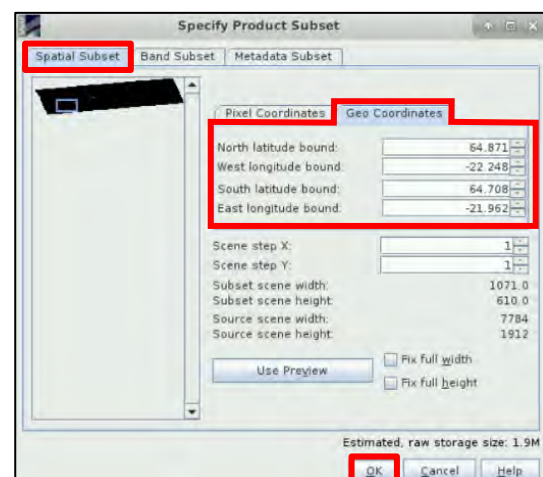 Specify Product Subset
Spatial Subset Band Subset Metadata Subset
Pixel Coordinates Geo Coordinates
North latitude bound: 64.871
West longitude bound: -22.248
South latitude bound: 64.708
East longitude bound: -21.962
Scene step X: 1
Scene step Y: 1
Subset scene width: 1071.0
Subset scene height: 610.0
Source scene width: 7784
Source scene height: 1912
Use Preview
Fix full width
Fix full height
Estimated, raw storage size: 1.9M
OK Cancel Help